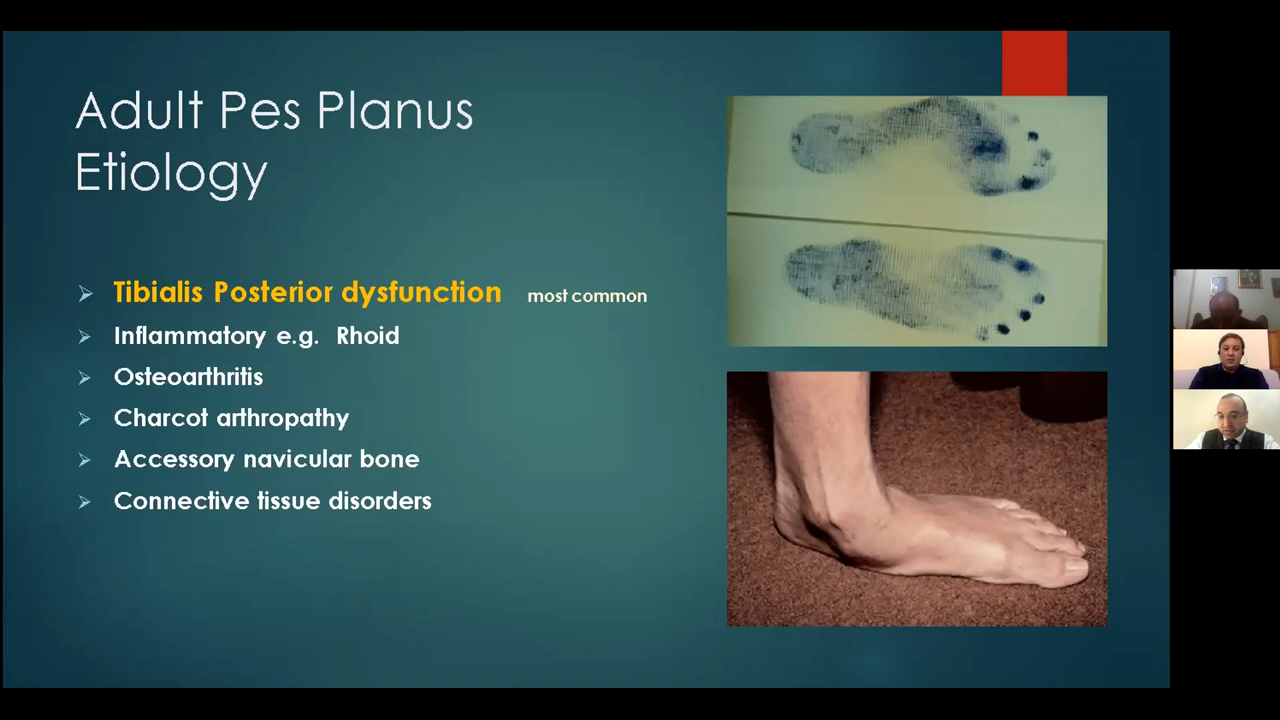 Adult Pes Planus
Etiology
Tibialis Posterior dysfunction most common
Inflammatory e.g. Rhoid
Osteoarthritis
Charcot arthropathy
Accessory navicular bone
Connective tissue disorders